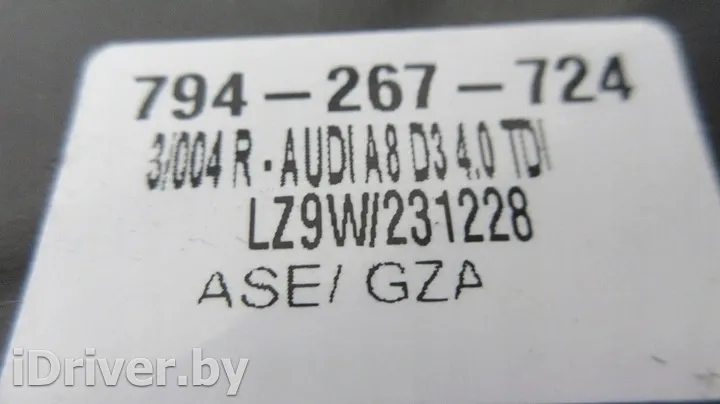 794-267-724
3/004 R - AUDI A8 D3 4.0 TDI
LZ9W/231228
ASE/ GZA
iDriver.by